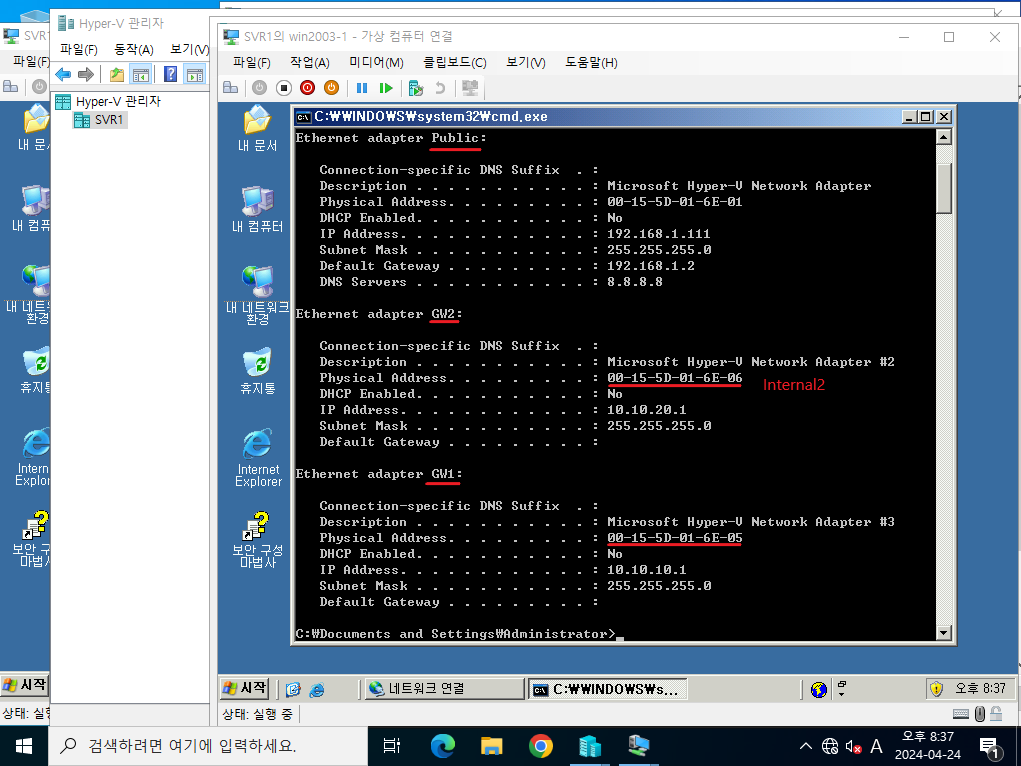 Hyper-V 관리자
파일(F) 동작(A) 보기(V)
Hyper-V 관리자
SVR1
SVR1
파일(F)
내 문
내 컴퓨
내 네트
환경
휴지
Intern
Explor
보안 구
마법사
시작
상태: 실행
SVR1의 win2003-1 - 가상 컴퓨터 연결
파일(F) 작업(A) 미디어(M) 클립보드(C) 보기(V) 도움말(H)
내 문서
내 컴퓨터
내 네트워크
환경
휴지통
Internet
Explorer
보안 구성
마법사
C:₩WINDOWS₩system32₩cmd.exe
Ethernet adapter Public:
Connection-specific DNS Suffix . :
Description . . . . . . . . . . . : Microsoft Hyper-V Network Adapter
Physical Address. . . . . . . . . : 00-15-5D-01-6E-01
DHCP Enabled. . . . . . . . . . . : No
IP Address. . . . . . . . . . . . : 192.168.1.111
Subnet Mask . . . . . . . . . . . : 255.255.255.0
Default Gateway . . . . . . . . . : 192.168.1.2
DNS Servers . . . . . . . . . . . : 8.8.8.8
Ethernet adapter GW2:
Connection-specific DNS Suffix . :
Description . . . . . . . . . . . : Microsoft Hyper-V Network Adapter #2
Physical Address. . . . . . . . . : 00-15-5D-01-6E-06 Internal2
DHCP Enabled. . . . . . . . . . . : No
IP Address. . . . . . . . . . . . : 10.10.20.1
Subnet Mask . . . . . . . . . . . : 255.255.255.0
Default Gateway . . . . . . . . . :
Ethernet adapter GW1:
Connection-specific DNS Suffix . :
Description . . . . . . . . . . . : Microsoft Hyper-V Network Adapter #3
Physical Address. . . . . . . . . : 00-15-5D-01-6E-05
DHCP Enabled. . . . . . . . . . . : No
IP Address. . . . . . . . . . . . : 10.10.10.1
Subnet Mask . . . . . . . . . . . : 255.255.255.0
Default Gateway . . . . . . . . . :
C:₩Documents and Settings₩Administrator>_
시작 네트워크 연결 C:₩WINDOWS₩s... 오후 8:37
상태: 실행 중
검색하려면 여기에 입력하세요. A 오후 8:37
2024-04-24
1